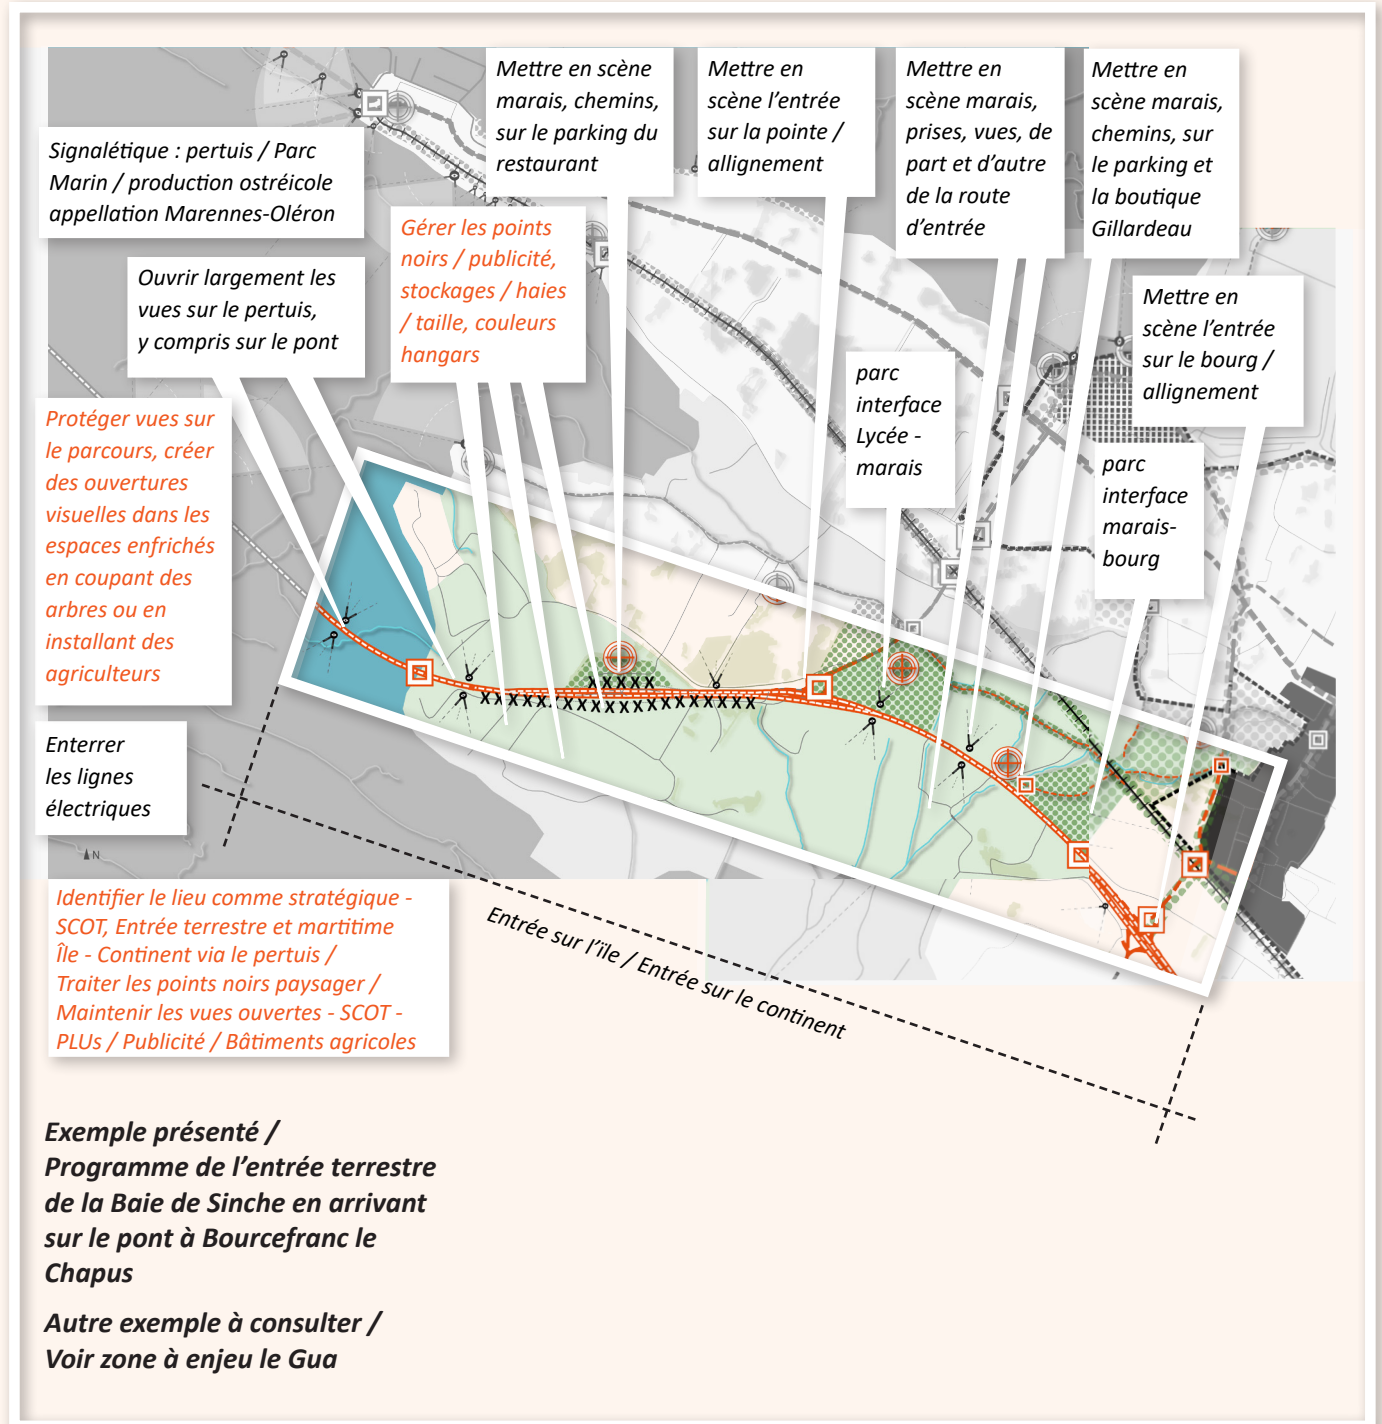 Mettre en scène
marais, chemins,
sur le parking du
restaurant
Mettre en
scène l'entrée
sur la pointe /
allignement
Mettre en
scène marais,
prises, vues, de
part et d'autre
de la route
d'entrée
Mettre en
scène marais,
chemins, sur
le parking et
la boutique
Gillardeau
Signalétique : pertuis / Parc
Marin / production ostréicole
appellation Marennes-Oléron
Gérer les points
noirs / publicité,
stockages / haies
/ taille, couleurs
hangars
Ouvrir largement les
vues sur le pertuis,
y compris sur le pont
Mettre en
scène l'entrée
sur le bourg /
allignement
parc
interface
Lycée -
marais
parc
interface
marais-
bourg
Protéger vues sur
le parcours, créer
des ouvertures
visuelles dans les
espaces enfrichés
en coupant des
arbres ou en
installant des
agriculteurs
Enterrer
les lignes
électriques
N
XXXXX
XXXXXXXXXXXXXXXXXXXX
Identifier le lieu comme stratégique -
SCOT, Entrée terrestre et martitime
Île - Continent via le pertuis /
Traiter les points noirs paysager /
Maintenir les vues ouvertes - SCOT -
PLUs / Publicité / Bâtiments agricoles
Entrée sur l'ïle / Entrée sur le continent
Exemple présenté /
Programme de l'entrée terrestre
de la Baie de Sinche en arrivant
sur le pont à Bourcefranc le
Chapus
Autre exemple à consulter /
Voir zone à enjeu le Gua